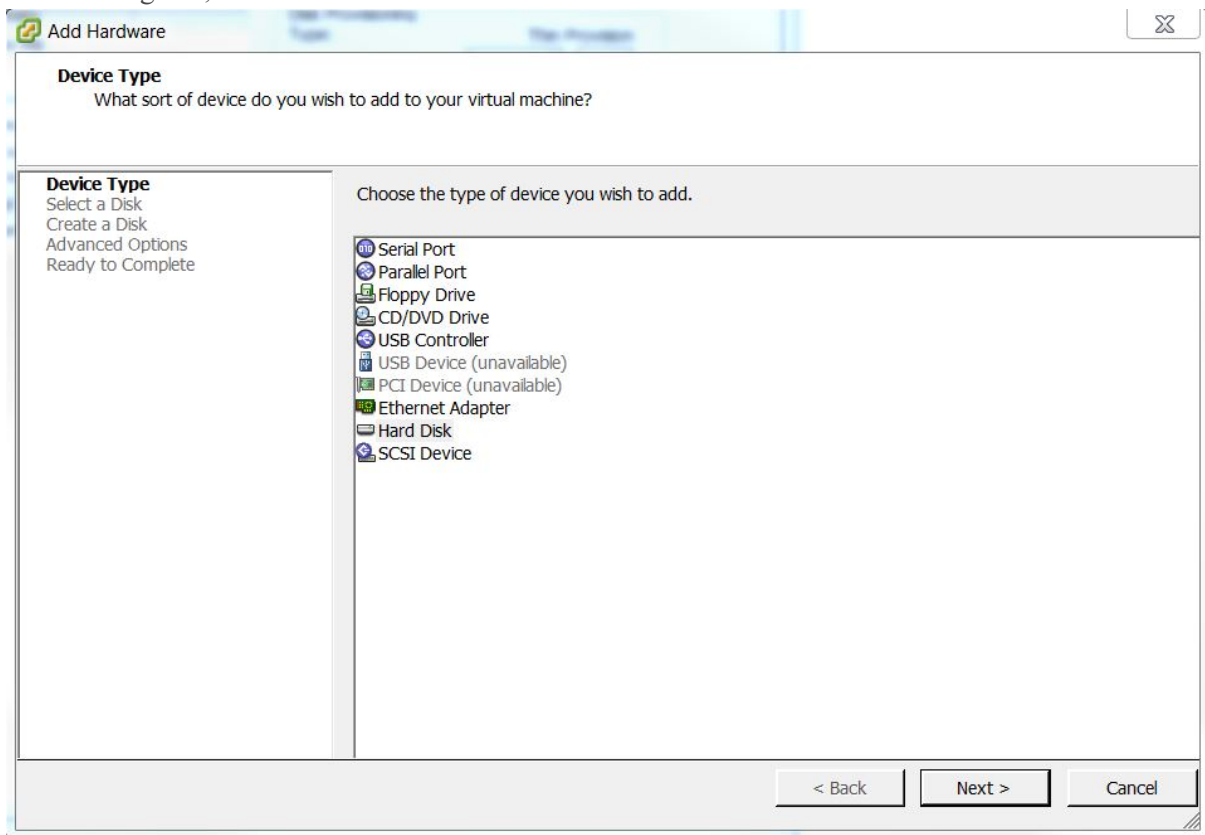 Add Hardware
Device Type
What sort of device do you wish to add to your virtual machine?
Device Type
Select a Disk
Create a Disk
Advanced Options
Ready to Complete
Choose the type of device you wish to add.
Serial Port
Parallel Port
Floppy Drive
CD/DVD Drive
USB Controller
USB Device (unavailable)
PCI Device (unavailable)
Ethernet Adapter
Hard Disk
SCSI Device
< Back
Next >
Cancel